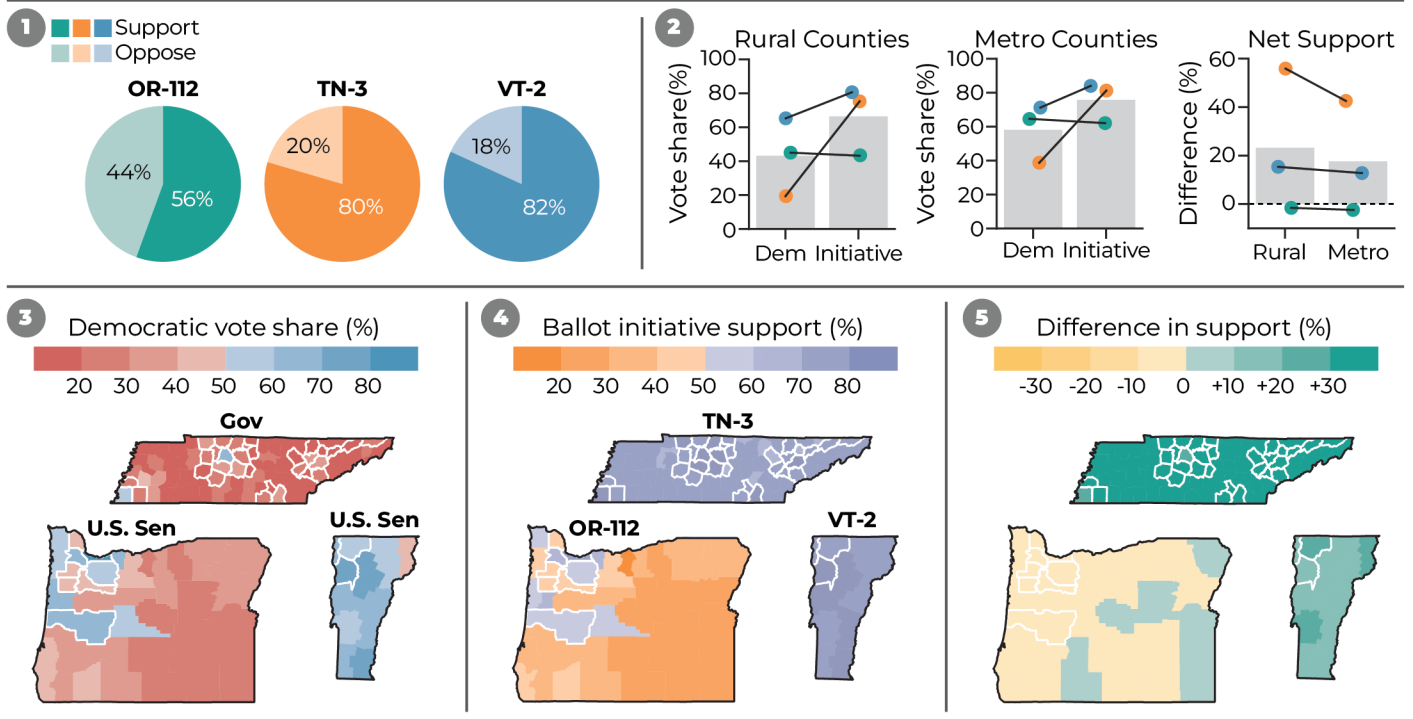 1
Support
Oppose
OR-112
TN-3
VT-2
44%
56%
20%
80%
18%
82%
2
Rural Counties
Vote share(%)
100
80
60
40
20
0
Dem Initiative
Metro Counties
Vote share(%)
100
80
60
40
20
0
Dem Initiative
Net Support
Difference (%)
60
40
20
0
Rural Metro
3
Democratic vote share (%)
20 30 40 50 60 70 80
Gov
U.S. Sen
U.S. Sen
4
Ballot initiative support (%)
20 30 40 50 60 70 80
TN-3
OR-112
VT-2
5
Difference in support (%)
-30 -20 -10 0 +10 +20 +30